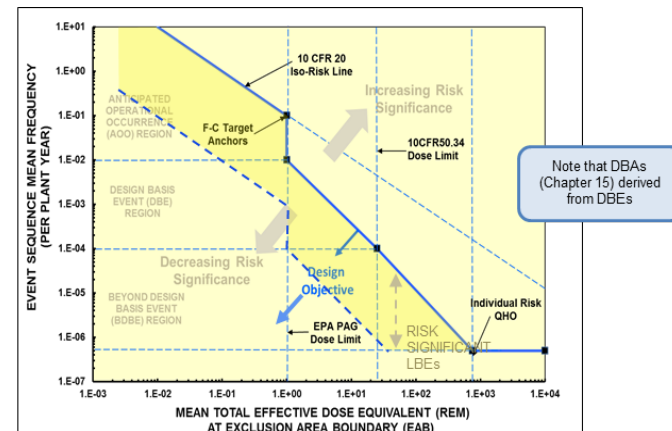 1.E+01
1.E+00
1.E-01
1.E-02
1.E-03
1.E-04
1.E-05
1.E-06
1.E-07
EVENT SEQUENCE MEAN FREQUENCY
(PER PLANT YEAR)
10 CFR 20
Iso-Risk Line
Increasing Risk
Significance
ANTICIPATED
OPERATIONAL
OCCURRENCE
(AOO) REGION
F-C Target
Anchors
10CFR50.34
Dose Limit
Note that DBAs
(Chapter 15) derived
from DBEs
DESIGN BASIS
EVENT (DBE)
REGION
Decreasing Risk
Significance
Design
Objective
BEYOND DESIGN
BASIS EVENT
(BDBE) REGION
EPA PAG
Dose Limit
Individual Risk
QHO
RISK
SIGNIFICANT
LBEs
1.E-03
1.E-02
1.E-01
1.E+00
1.E+01
1.E+02
1.E+03
1.E+04
MEAN TOTAL EFFECTIVE DOSE EQUIVALENT (REM)
AT EXCLUSION AREA BOUNDARY (EAB)